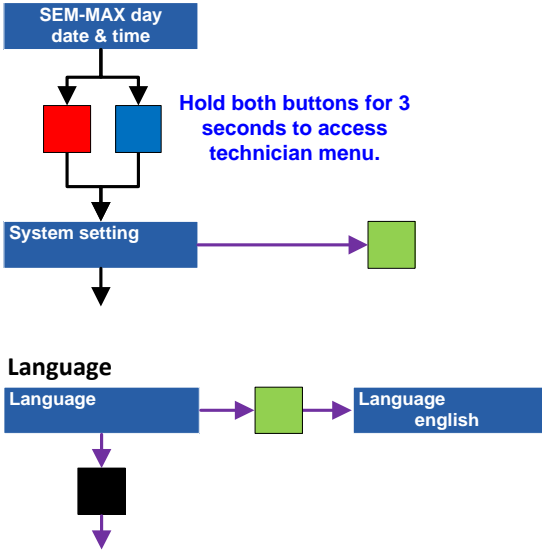 SEM-MAX day
date & time
Hold both buttons for 3
seconds to access
technician menu.
System setting
Language
Language
Language
english